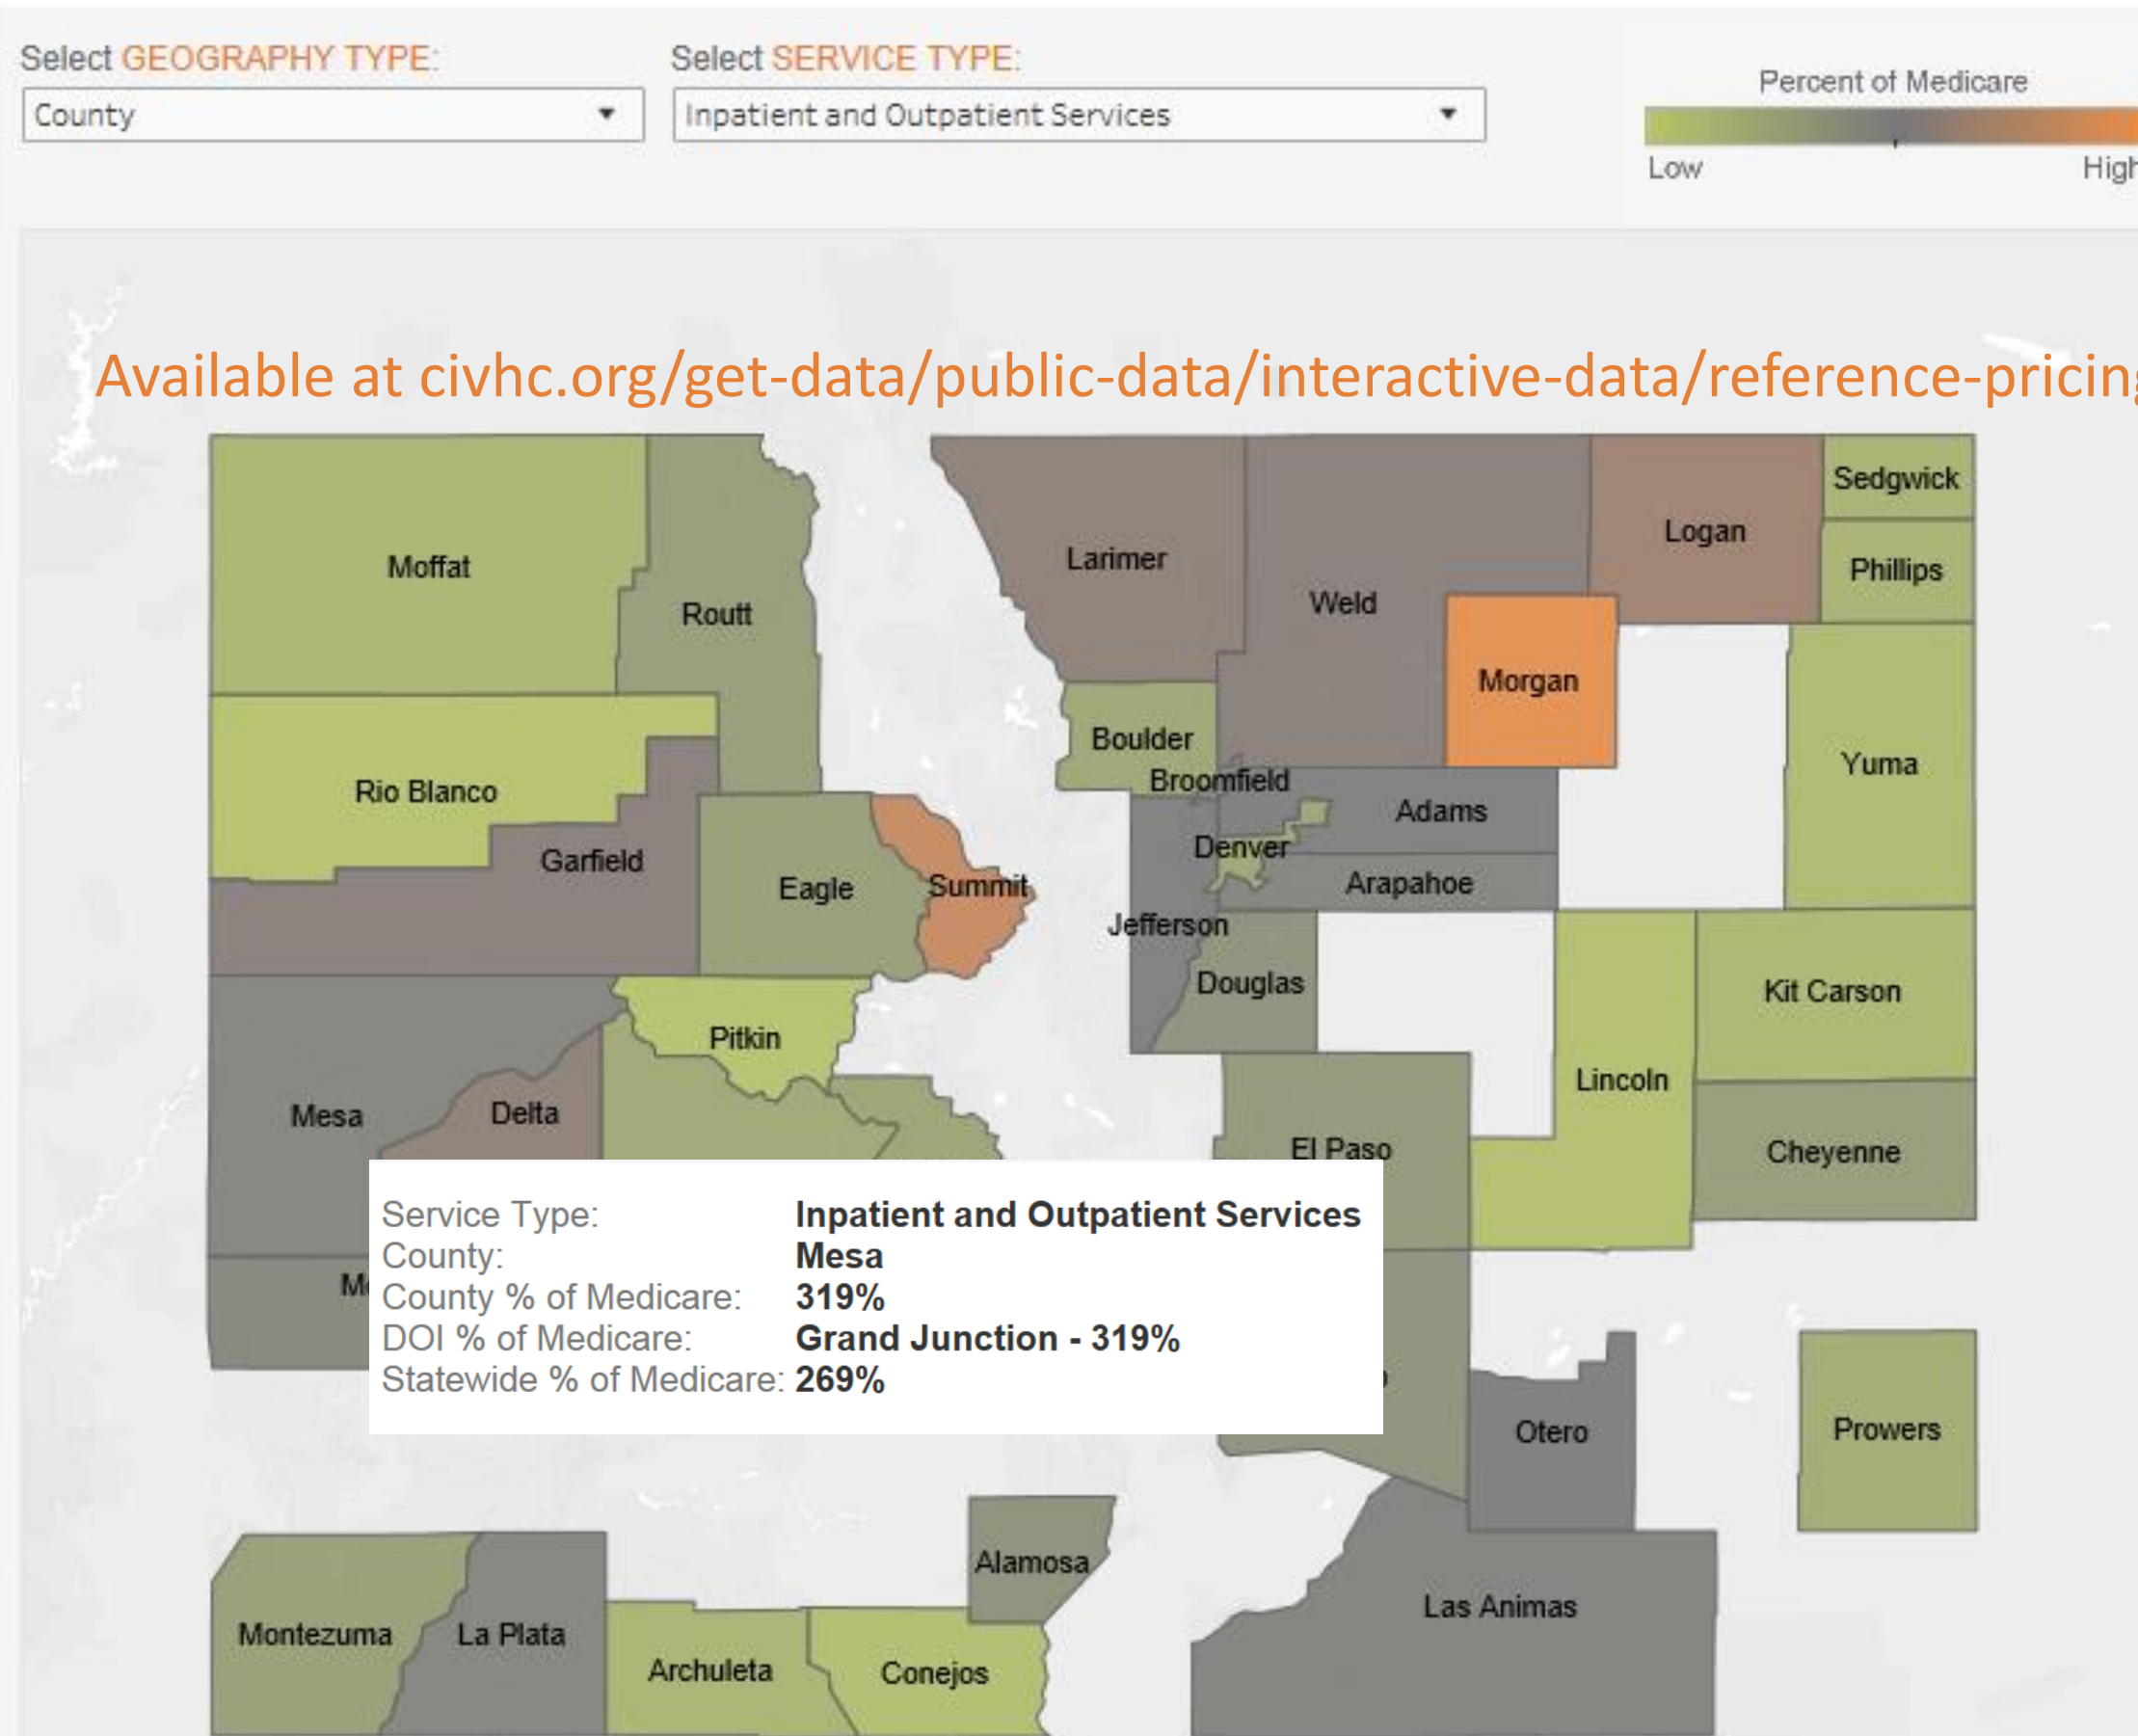 Select GEOGRAPHY TYPE:
Select SERVICE TYPE:
County
Inpatient and Outpatient Services
Percent of Medicare
Low
High
Available at civhc.org/get-data/public-data/interactive-data/reference-pricing
Moffat
Routt
Larimer
Weld
Logan
Sedgwick
Phillips
Morgan
Boulder
Yuma
Rio Blanco
Broomfield
Adams
Garfield
Denver
Eagle
Summit
Arapahoe
Jefferson
Douglas
Kit Carson
Pitkin
Lincoln
Mesa
Delta
El Paso
Cheyenne
Service Type: Inpatient and Outpatient Services
County: Mesa
County % of Medicare: 319%
DOI % of Medicare: Grand Junction - 319%
Statewide % of Medicare: 269%
Otero
Prowers
Alamosa
Las Animas
Montezuma
La Plata
Archuleta
Conejos